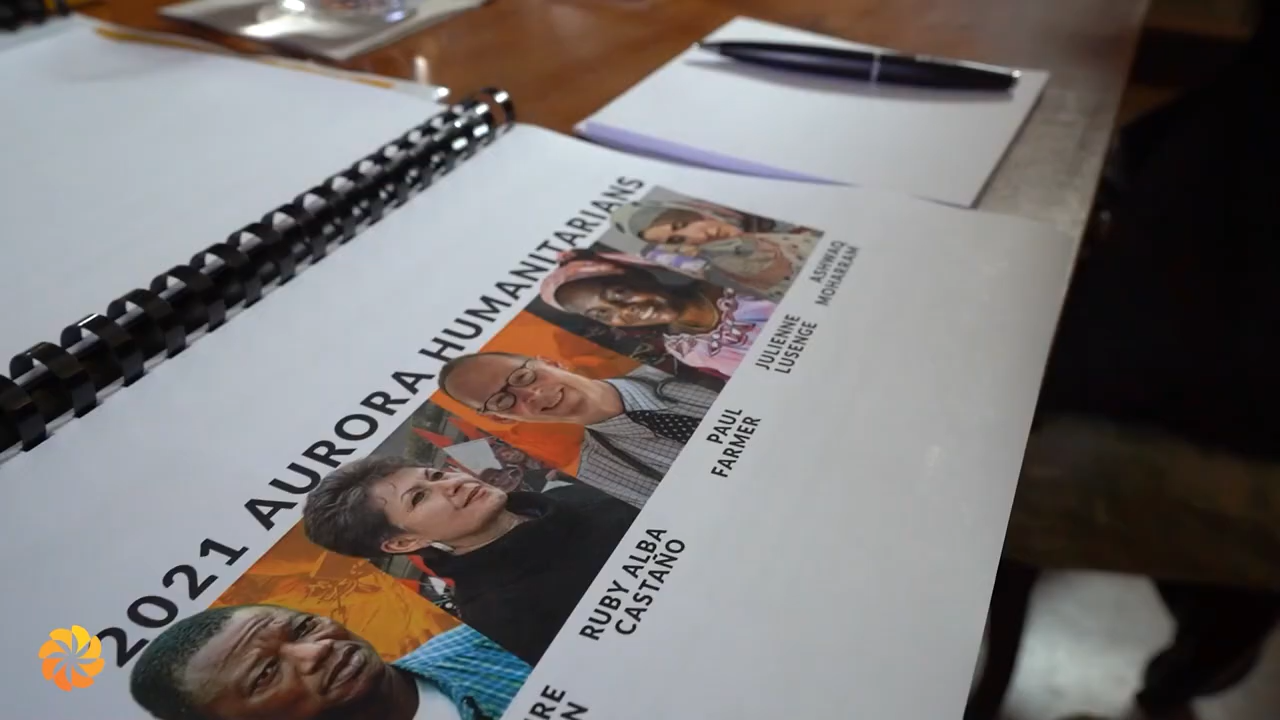 2021 AURORA HUMANITARIANS
ASHWAQ
MOHARRAM
JULIENNE
LUSENGE
PAUL
FARMER
RUBY ALBA
CASTAÑO